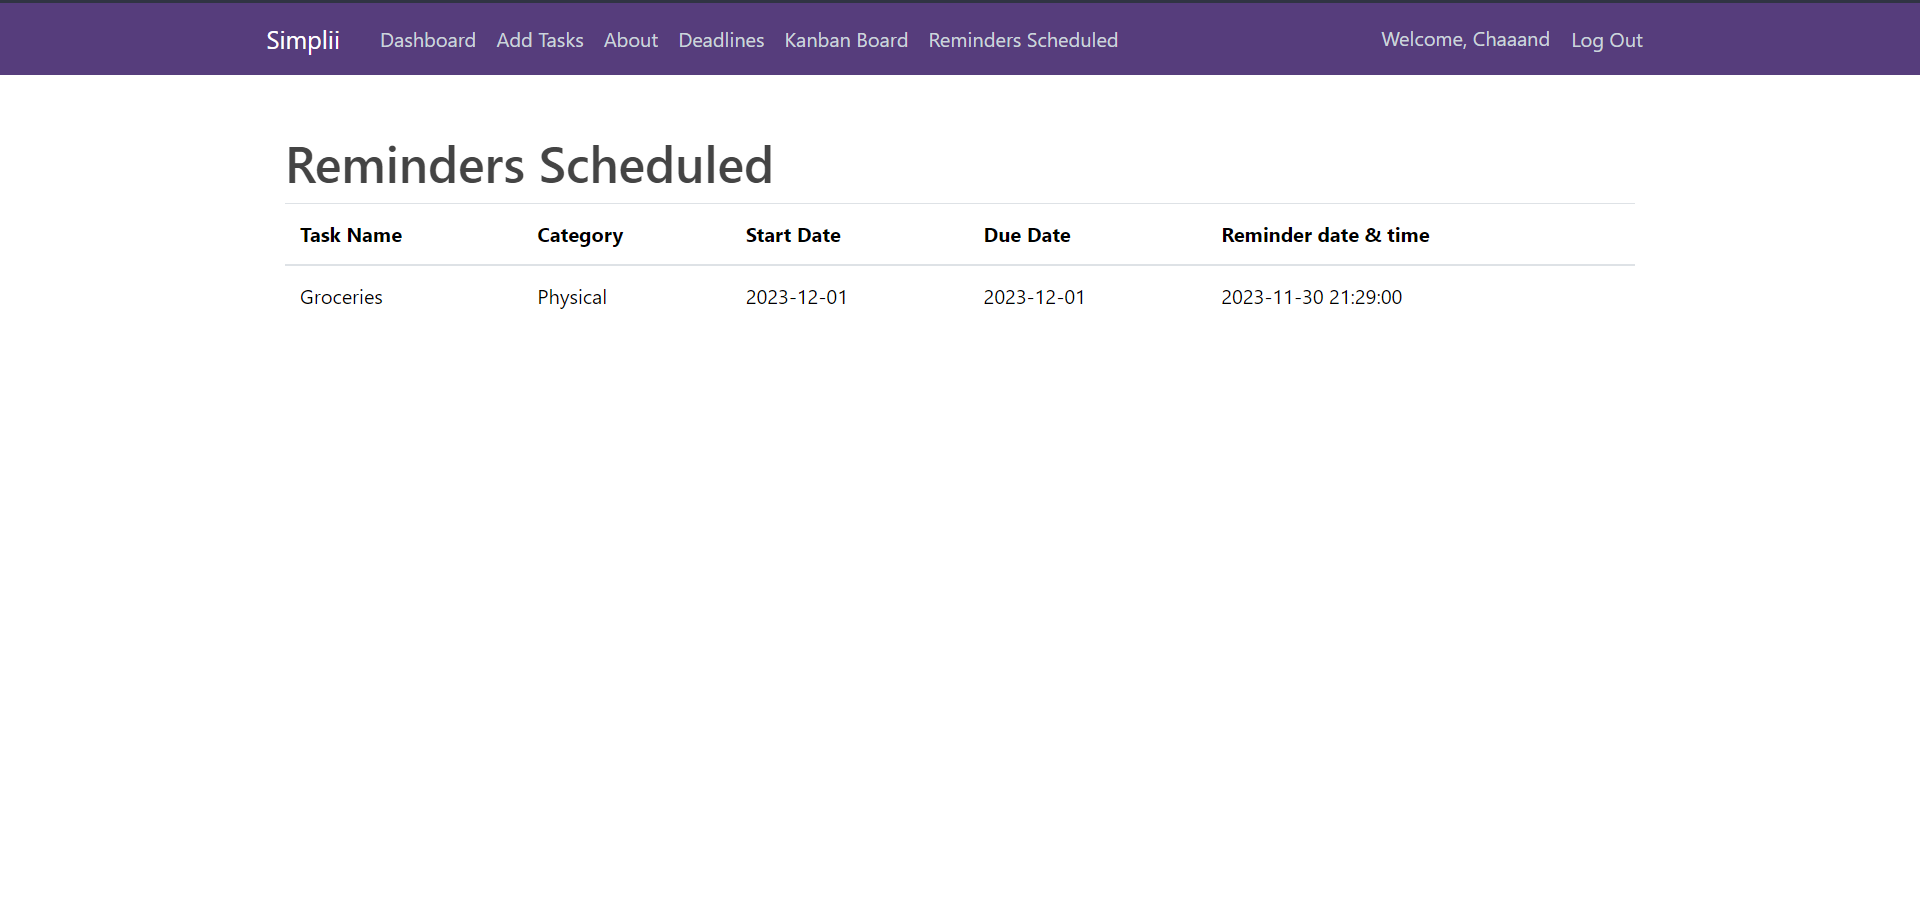 Simplii Dashboard Add Tasks About Deadlines Kanban Board Reminders Scheduled Welcome, Chaaand Log Out
Reminders Scheduled
Task Name Category Start Date Due Date Reminder date & time
Groceries Physical 2023-12-01 2023-12-01 2023-11-30 21:29:00